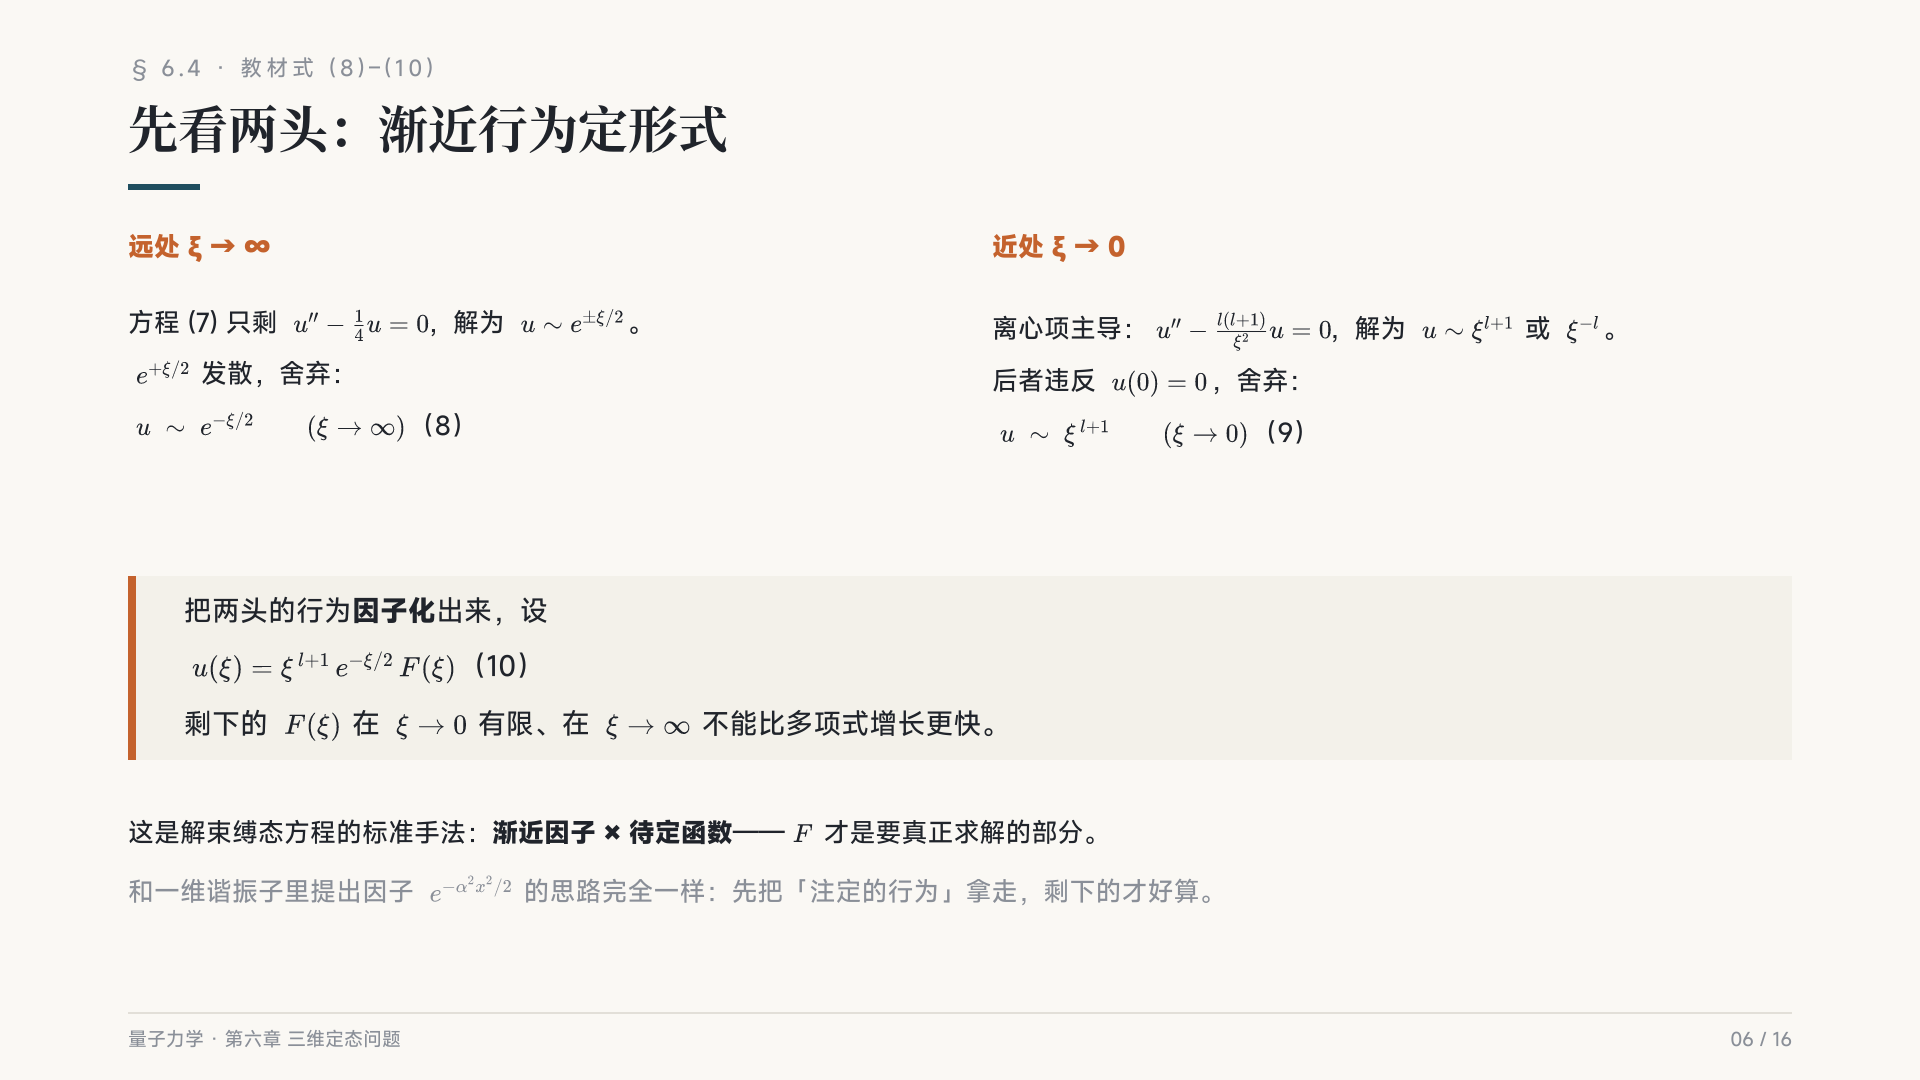 § 6.4 · 教材式 (8)–(10)
先看两头：渐近行为定形式
远处 ξ → ∞
方程 (7) 只剩 u″ − 1/4 u = 0，解为 u ∼ e^{±ξ/2}。
e^{+ξ/2} 发散，舍弃：
u ∼ e^{−ξ/2} (ξ → ∞) (8)
近处 ξ → 0
离心项主导： u″ − l(l+1)/ξ² u = 0，解为 u ∼ ξ^{l+1} 或 ξ^{−l}。
后者违反 u(0) = 0，舍弃：
u ∼ ξ^{l+1} (ξ → 0) (9)
把两头的行为因子化出来，设
u(ξ) = ξ^{l+1} e^{−ξ/2} F(ξ) (10)
剩下的 F(ξ) 在 ξ → 0 有限、在 ξ → ∞ 不能比多项式增长更快。
这是解束缚态方程的标准手法：渐近因子 × 待定函数—— F 才是要真正求解的部分。
和一维谐振子里提出因子 e^{−α²x²/2} 的思路完全一样：先把「注定的行为」拿走，剩下的才好算。
量子力学 · 第六章 三维定态问题
06 / 16